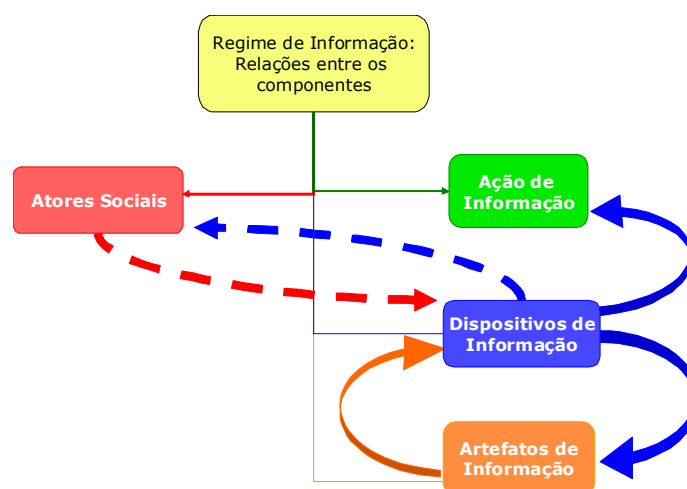 Regime de Informação:
Relações entre os
componentes
Atores Sociais
Ação de
Informação
Dispositivos de
Informação
Artefatos de
Informação